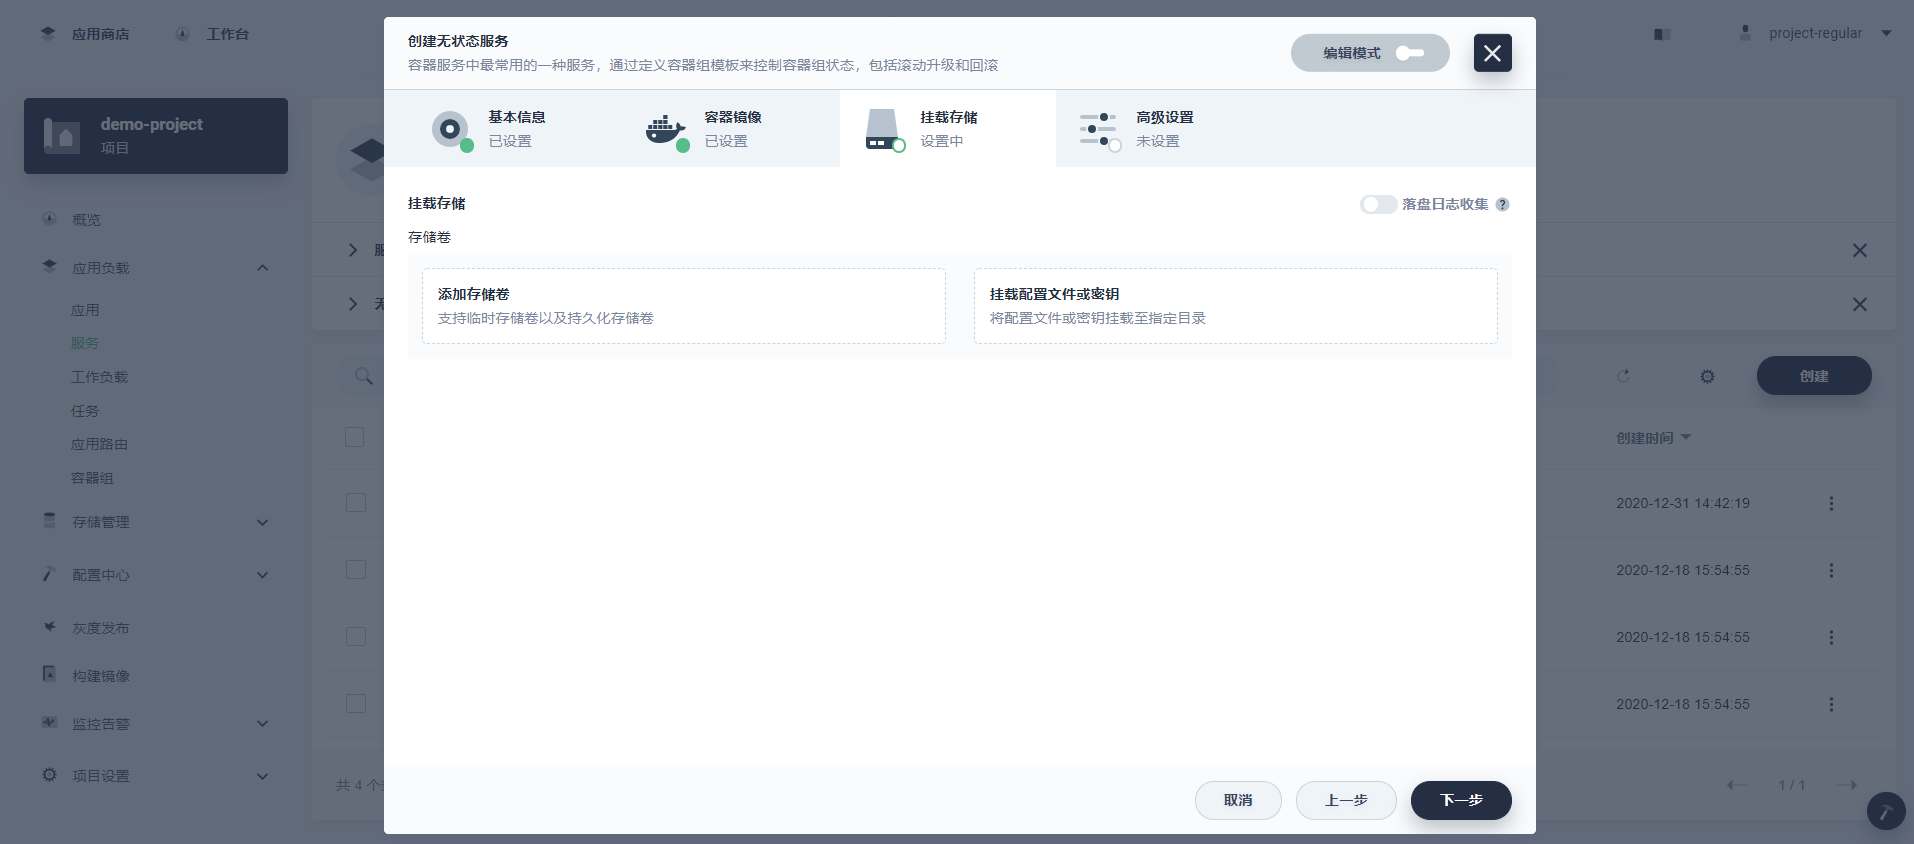 应用商店
工作台
project-regular
demo-project
项目
概览
应用负载
应用
服务
工作负载
任务
应用路由
容器组
存储管理
配置中心
灰度发布
构建镜像
监控告警
项目设置
创建无状态服务
容器服务中最常用的一种服务，通过定义容器组模板来控制容器组状态，包括滚动升级和回滚
编辑模式
基本信息
已设置
容器镜像
已设置
挂载存储
设置中
高级设置
未设置
挂载存储
落盘日志收集 ?
存储卷
添加存储卷
支持临时存储卷以及持久化存储卷
挂载配置文件或密钥
将配置文件或密钥挂载至指定目录
取消
上一步
下一步
创建
创建时间
2020-12-31 14:42:19
2020-12-18 15:54:55
2020-12-18 15:54:55
2020-12-18 15:54:55
共 4 个
1 / 1